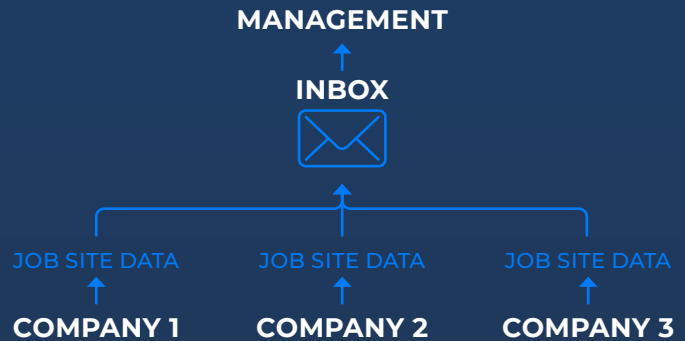 MANAGEMENT
INBOX
JOB SITE DATA JOB SITE DATA JOB SITE DATA
COMPANY 1 COMPANY 2 COMPANY 3